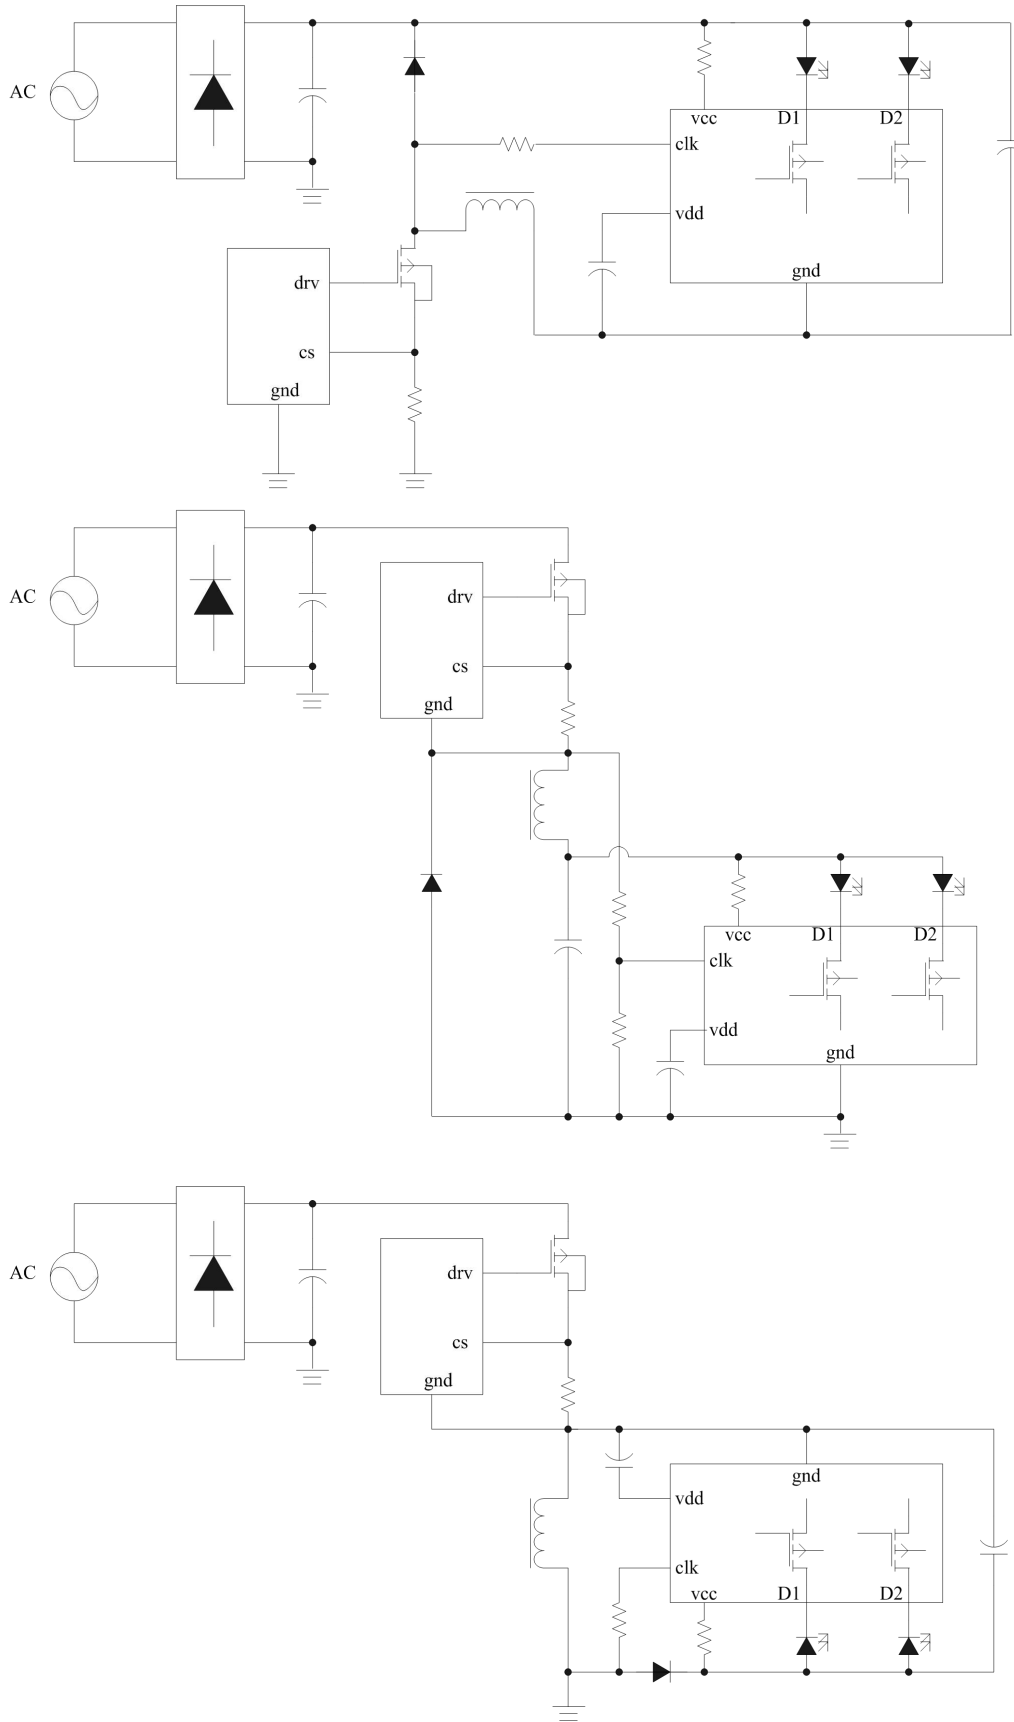 AC
vcc
D1
D2
clk
vdd
gnd
drv
cs
gnd
AC
drv
cs
gnd
vcc
D1
D2
clk
vdd
gnd
AC
drv
cs
gnd
gnd
vdd
clk
vcc
D1
D2